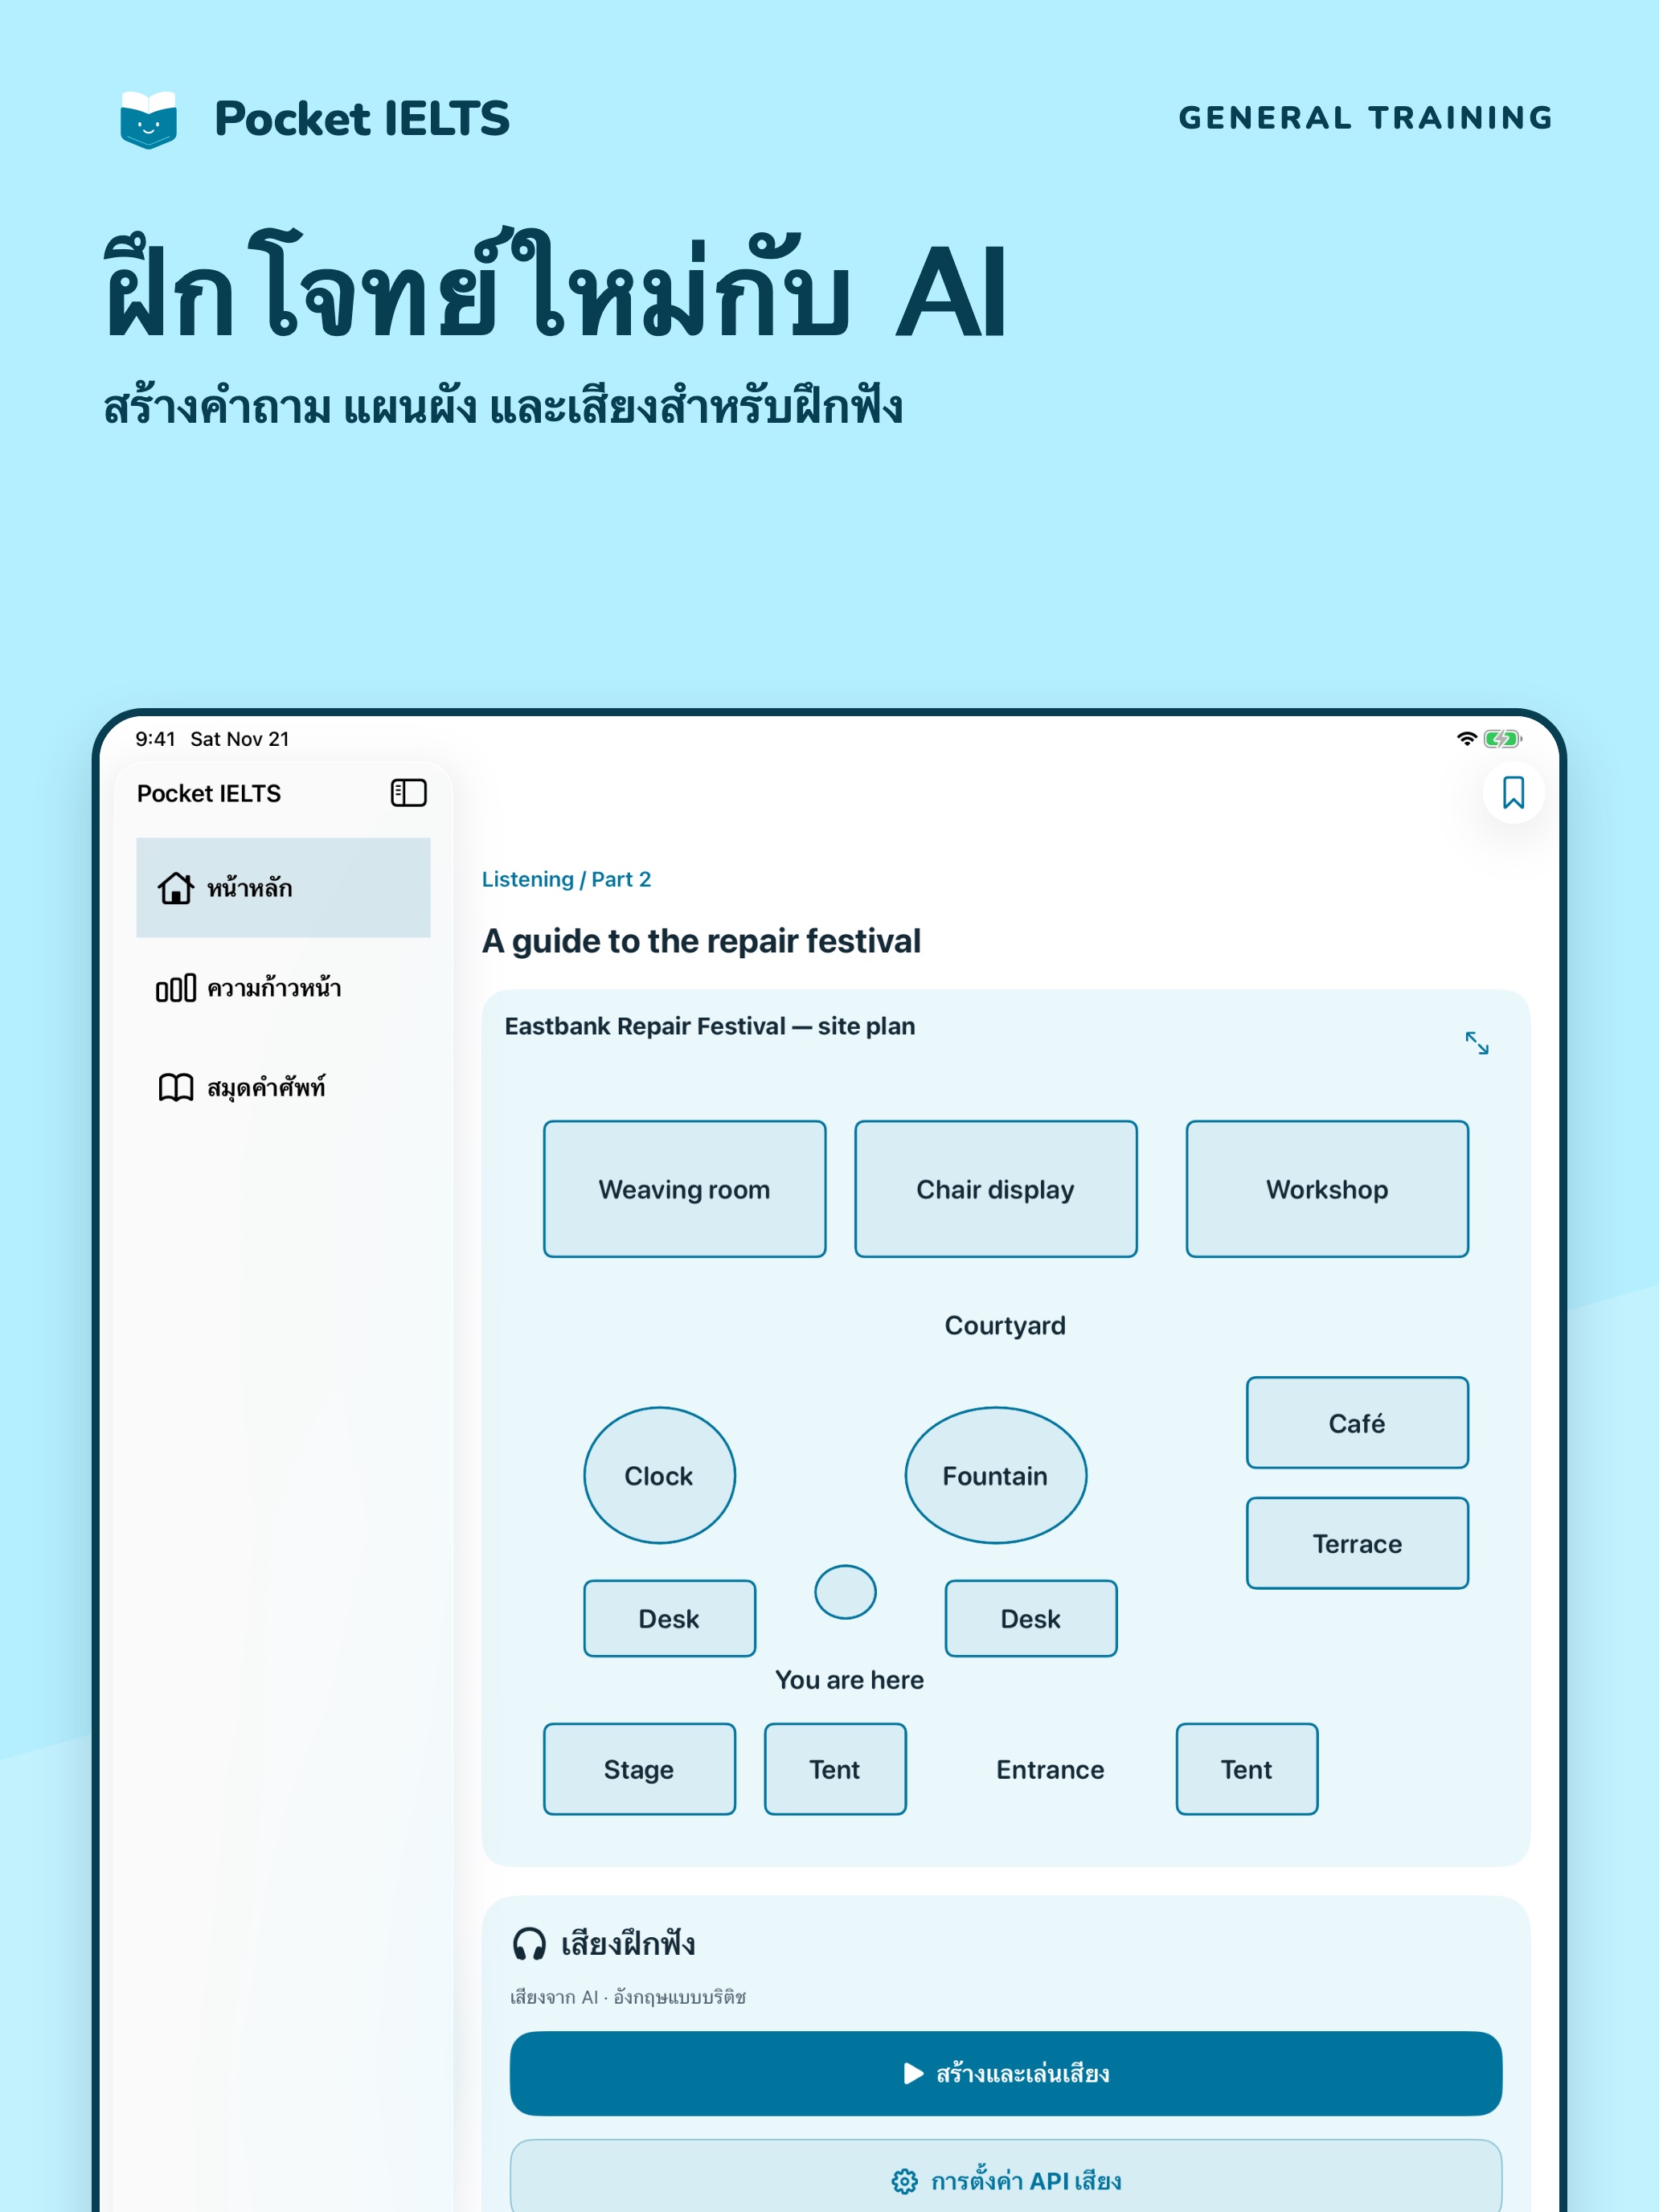 Pocket IELTS
GENERAL TRAINING
ฝึกโจทย์ใหม่กับ AI
สร้างคำถาม แผนผัง และเสียงสำหรับฝึกฟัง
9:41 Sat Nov 21
Pocket IELTS
หน้าหลัก
ความก้าวหน้า
สมุดคำศัพท์
Listening / Part 2
A guide to the repair festival
Eastbank Repair Festival — site plan
Weaving room
Chair display
Workshop
Courtyard
Café
Clock
Fountain
Terrace
Desk
Desk
You are here
Stage
Tent
Entrance
Tent
เสียงฝึกฟัง
เสียงจาก AI · อังกฤษแบบบริติช
สร้างและเล่นเสียง
การตั้งค่า API เสียง